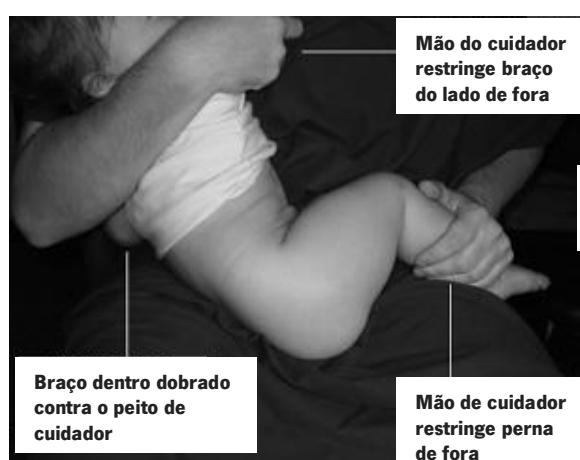 Mão do cuidador
restringe braço
do lado de fora
Braço dentro dobrado
contra o peito de
cuidador
Mão de cuidador
restringe perna
de fora